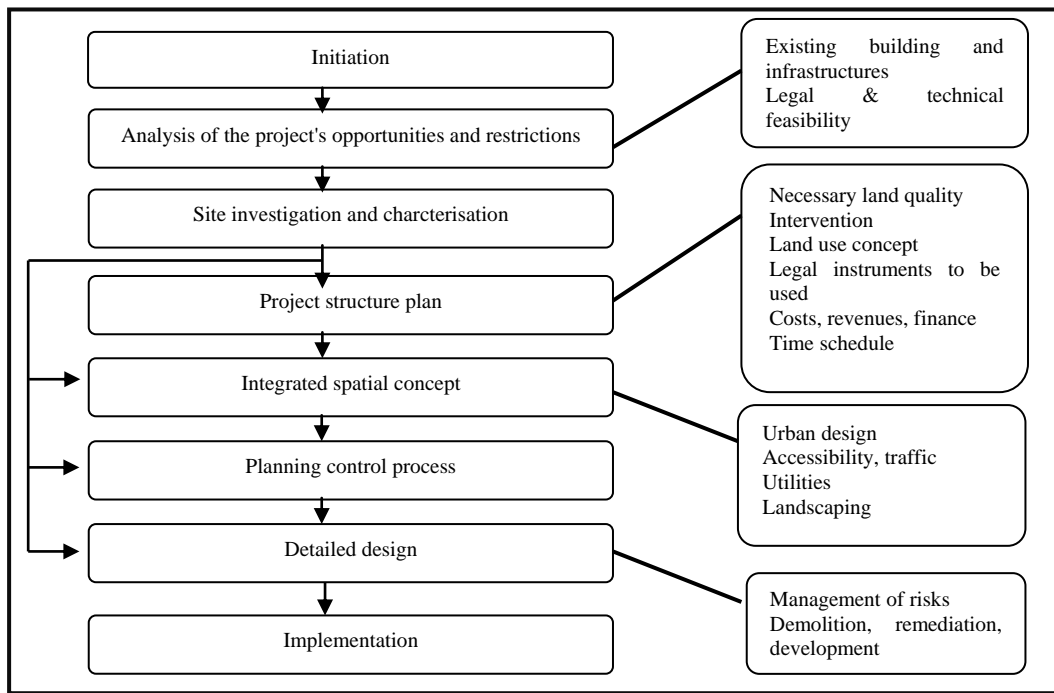 Initiation
Analysis of the project's opportunities and restrictions
Site investigation and charcterisation
Project structure plan
Integrated spatial concept
Planning control process
Detailed design
Implementation
Existing building and
infrastructures
Legal & technical
feasibility
Necessary land quality
Intervention
Land use concept
Legal instruments to be
used
Costs, revenues, finance
Time schedule
Urban design
Accessibility, traffic
Utilities
Landscaping
Management of risks
Demolition, remediation,
development